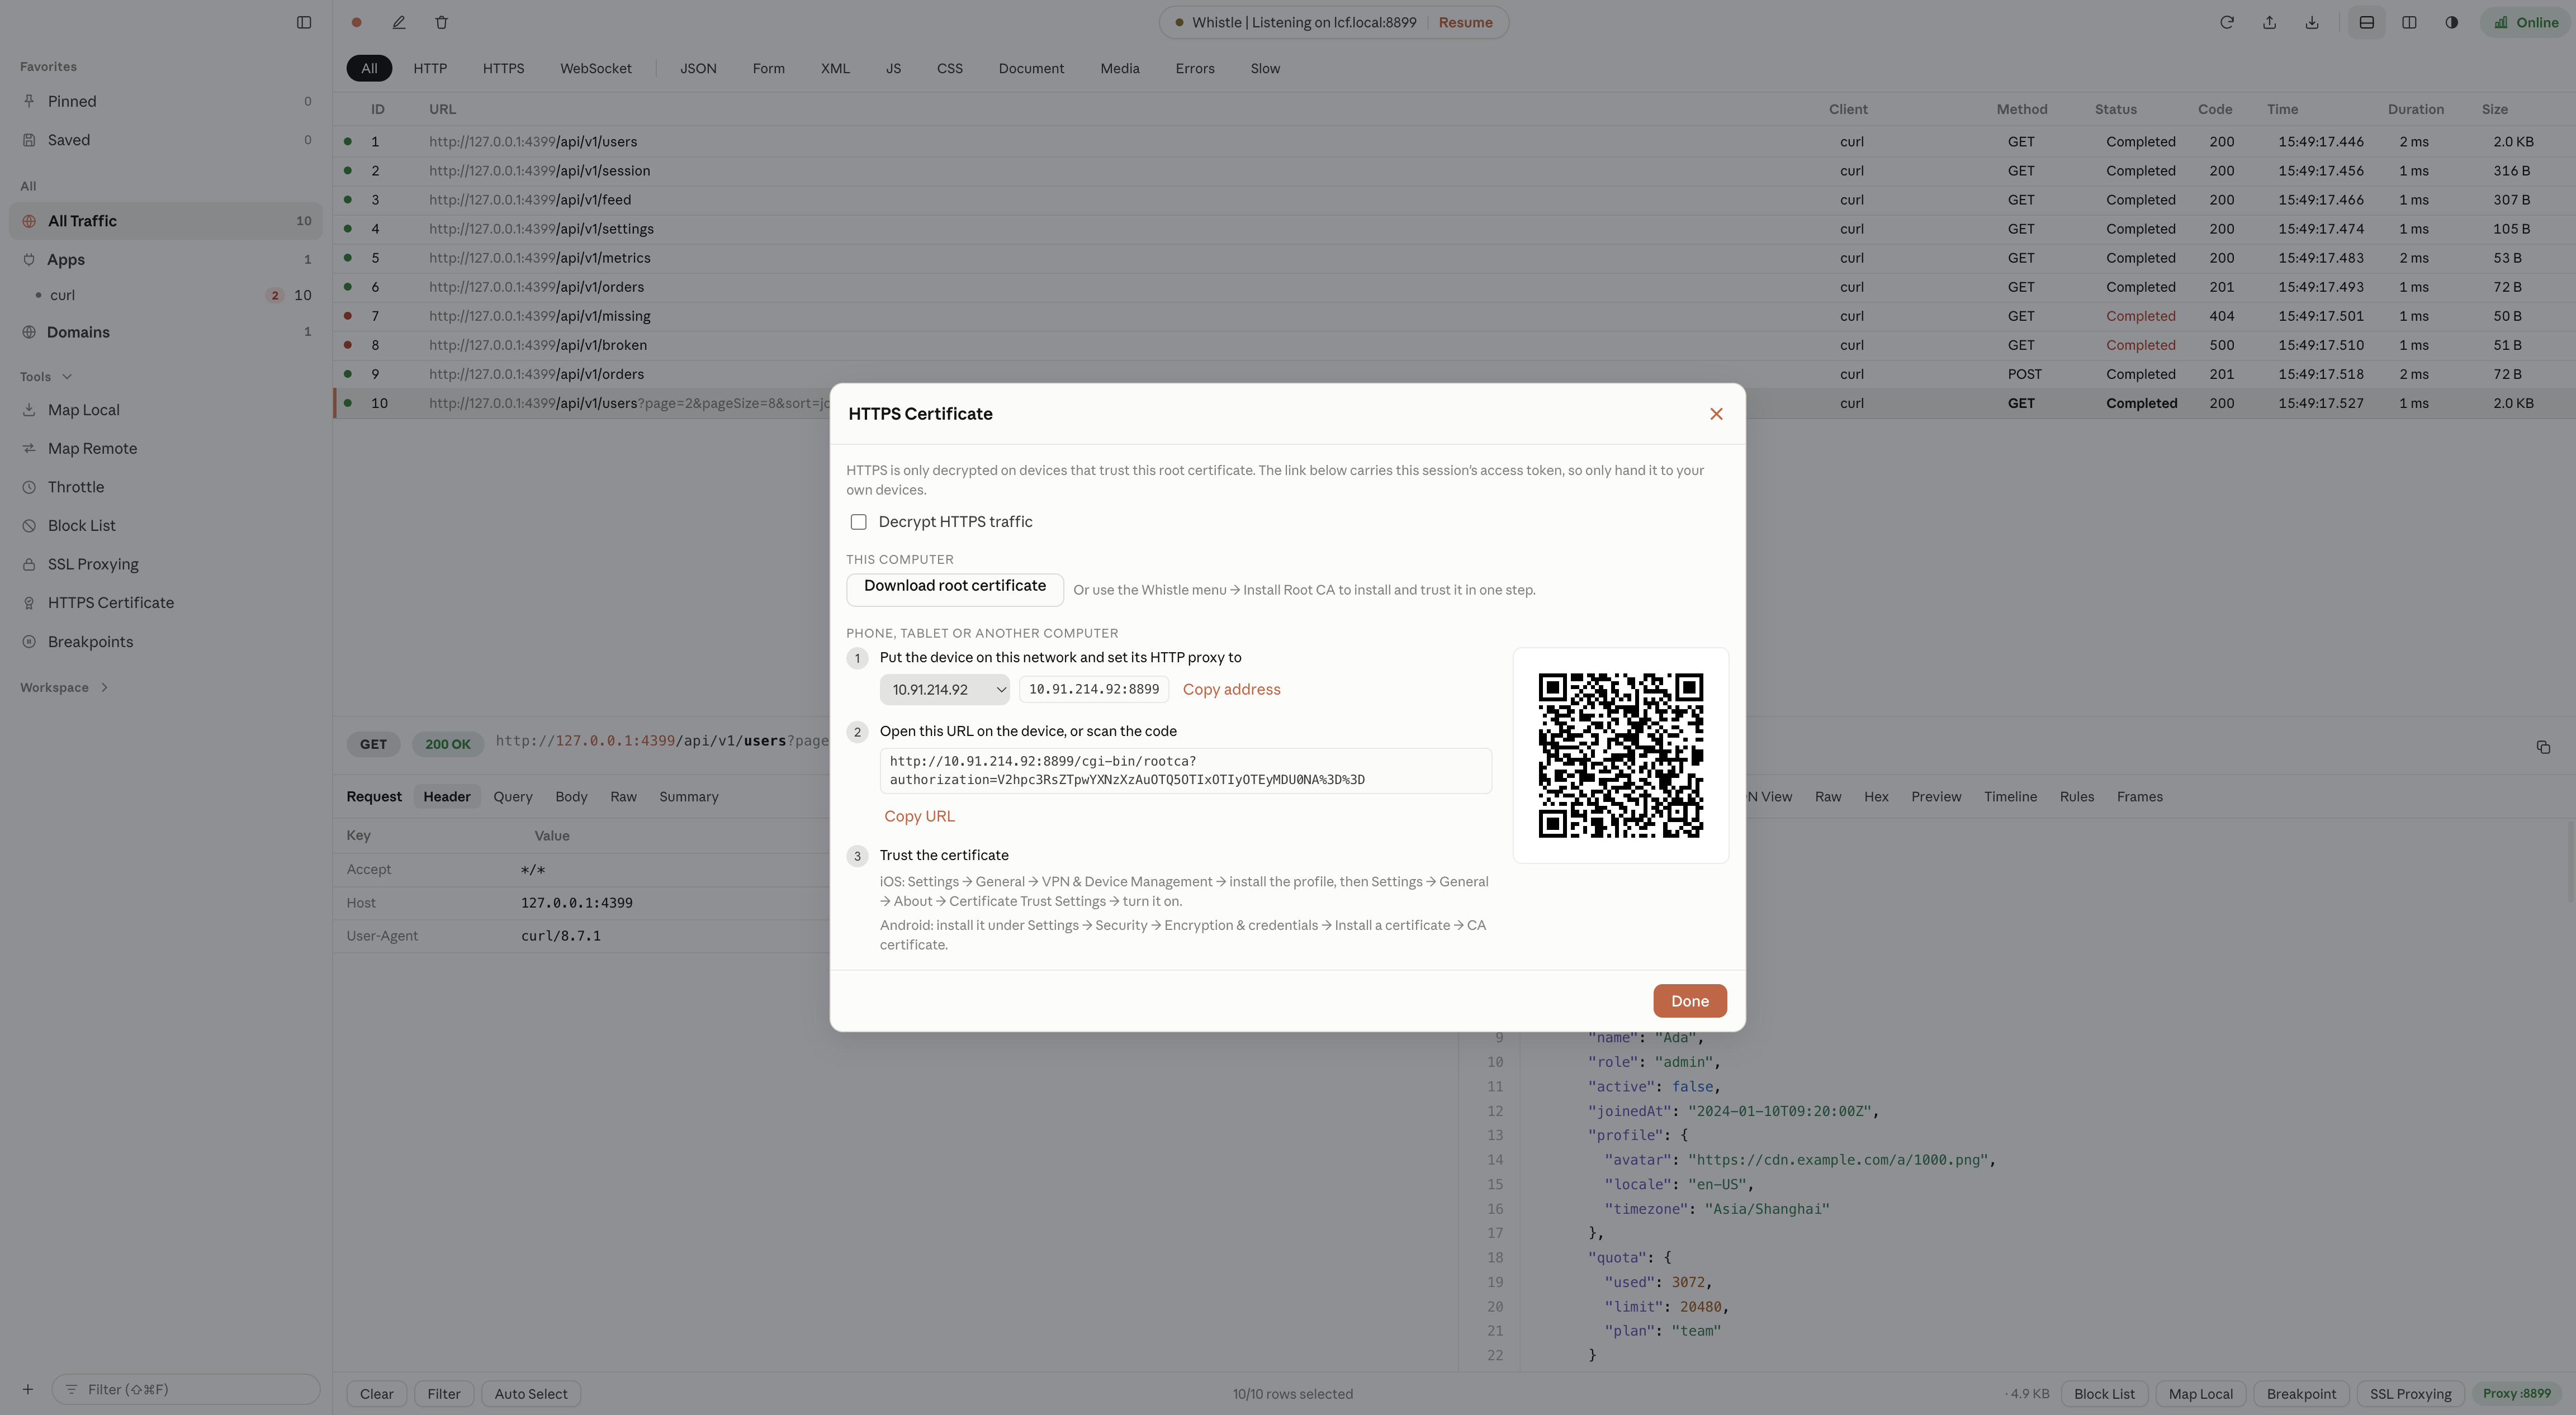 Whistle | Listening on lcf.local:8899 Resume
Online
Favorites
Pinned 0
Saved 0
All
All Traffic 10
Apps 1
curl 2 10
Domains 1
Tools
Map Local
Map Remote
Throttle
Block List
SSL Proxying
HTTPS Certificate
Breakpoints
Workspace
Filter (⇧⌘F)
All HTTP HTTPS WebSocket JSON Form XML JS CSS Document Media Errors Slow
ID URL Client Method Status Code Time Duration Size
1 http://127.0.0.1:4399/api/v1/users curl GET Completed 200 15:49:17.446 2 ms 2.0 KB
2 http://127.0.0.1:4399/api/v1/session curl GET Completed 200 15:49:17.456 1 ms 316 B
3 http://127.0.0.1:4399/api/v1/feed curl GET Completed 200 15:49:17.466 1 ms 307 B
4 http://127.0.0.1:4399/api/v1/settings curl GET Completed 200 15:49:17.474 1 ms 105 B
5 http://127.0.0.1:4399/api/v1/metrics curl GET Completed 200 15:49:17.483 2 ms 53 B
6 http://127.0.0.1:4399/api/v1/orders curl GET Completed 201 15:49:17.493 1 ms 72 B
7 http://127.0.0.1:4399/api/v1/missing curl GET Completed 404 15:49:17.501 1 ms 50 B
8 http://127.0.0.1:4399/api/v1/broken curl GET Completed 500 15:49:17.510 1 ms 51 B
9 http://127.0.0.1:4399/api/v1/orders curl POST Completed 201 15:49:17.518 2 ms 72 B
10 http://127.0.0.1:4399/api/v1/users?page=2&pageSize=8&sort=jo curl GET Completed 200 15:49:17.527 1 ms 2.0 KB
HTTPS Certificate
HTTPS is only decrypted on devices that trust this root certificate. The link below carries this session's access token, so only hand it to your
own devices.
Decrypt HTTPS traffic
THIS COMPUTER
Download root certificate Or use the Whistle menu → Install Root CA to install and trust it in one step.
PHONE, TABLET OR ANOTHER COMPUTER
1 Put the device on this network and set its HTTP proxy to
10.91.214.92 10.91.214.92:8899 Copy address
2 Open this URL on the device, or scan the code
http://10.91.214.92:8899/cgi-bin/rootca?
authorization=V2hpc3RsZTpwYXNzXzAuOTQ5OTIxOTIyOTEyMDU0NA%3D%3D
Copy URL
3 Trust the certificate
iOS: Settings → General → VPN & Device Management → install the profile, then Settings → General
→ About → Certificate Trust Settings → turn it on.
Android: install it under Settings → Security → Encryption & credentials → Install a certificate → CA
certificate.
Done
GET 200 OK http://127.0.0.1:4399/api/v1/users?page
Request Header Query Body Raw Summary
Key Value
Accept */*
Host 127.0.0.1:4399
User-Agent curl/8.7.1
N View Raw Hex Preview Timeline Rules Frames
9 "name": "Ada",
10 "role": "admin",
11 "active": false,
12 "joinedAt": "2024-01-10T09:20:00Z",
13 "profile": {
14 "avatar": "https://cdn.example.com/a/1000.png",
15 "locale": "en-US",
16 "timezone": "Asia/Shanghai"
17 },
18 "quota": {
19 "used": 3072,
20 "limit": 20480,
21 "plan": "team"
22 }
Clear Filter Auto Select 10/10 rows selected · 4.9 KB Block List Map Local Breakpoint SSL Proxying Proxy :8899